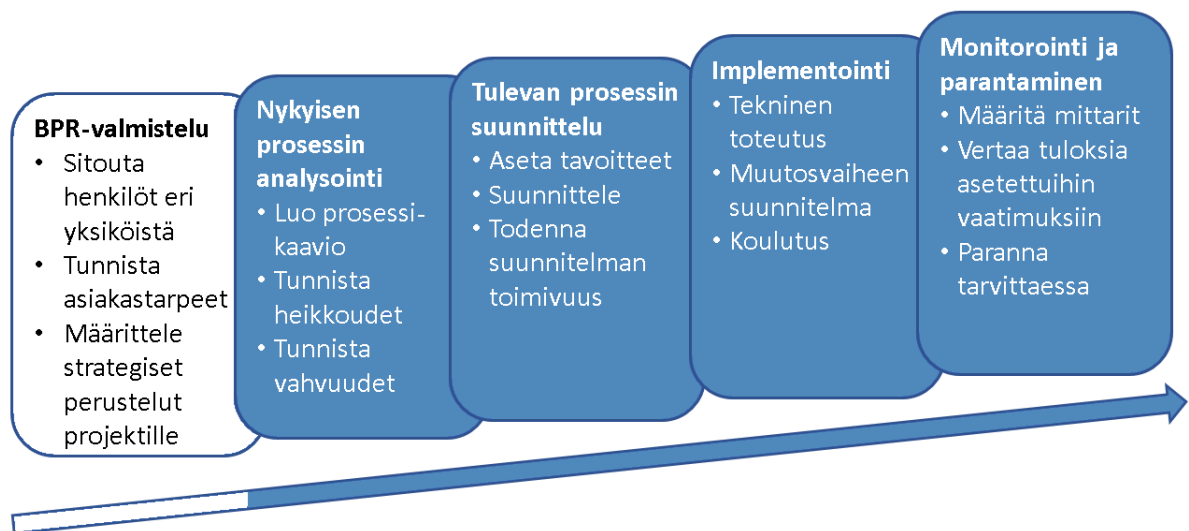 BPR-valmistelu
• Sitouta
henkilöt eri
yksiköistä
• Tunnista
asiakastarpeet
• Määrittele
strategiset
perustelut
projektille
Nykyisen
prosessin
analysointi
• Luo prosessi-
kaavio
• Tunnista
heikkoudet
• Tunnista
vahvuudet
Tulevan prosessin
suunnittelu
• Aseta tavoitteet
• Suunnittele
• Todenna
suunnitelman
toimivuus
Implementointi
• Tekninen
toteutus
• Muutosvaiheen
suunnitelma
• Koulutus
Monitorointi ja
parantaminen
• Määritä mittarit
• Vertaa tuloksia
asetettuihin
vaatimuksiin
• Paranna
tarvittaessa